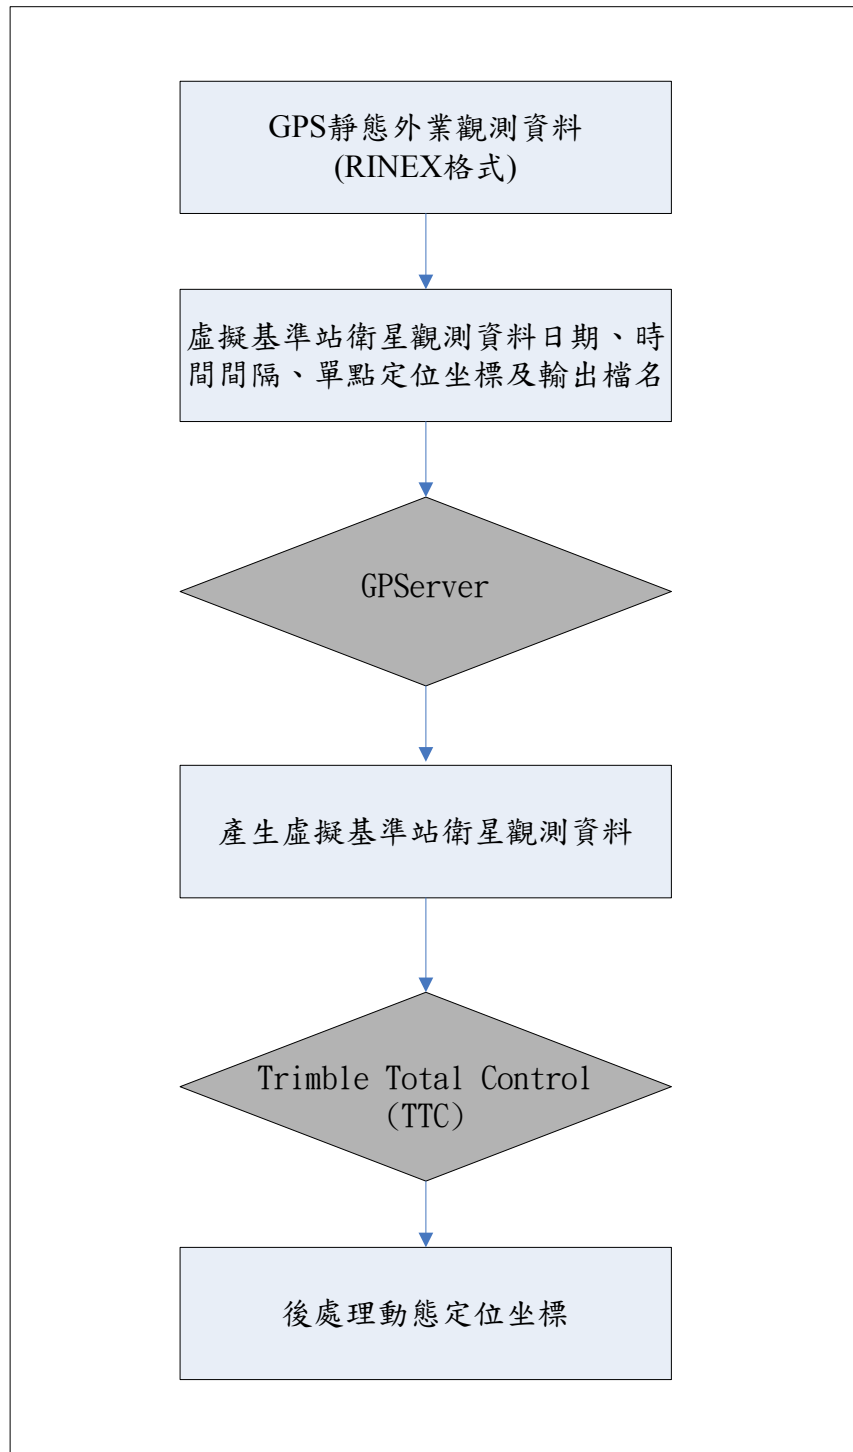 GPS靜態外業觀測資料
(RINEX格式)
虛擬基準站衛星觀測資料日期、時
間間隔、單點定位坐標及輸出檔名
GPServer
產生虛擬基準站衛星觀測資料
Trimble Total Control
(TTC)
後處理動態定位坐標